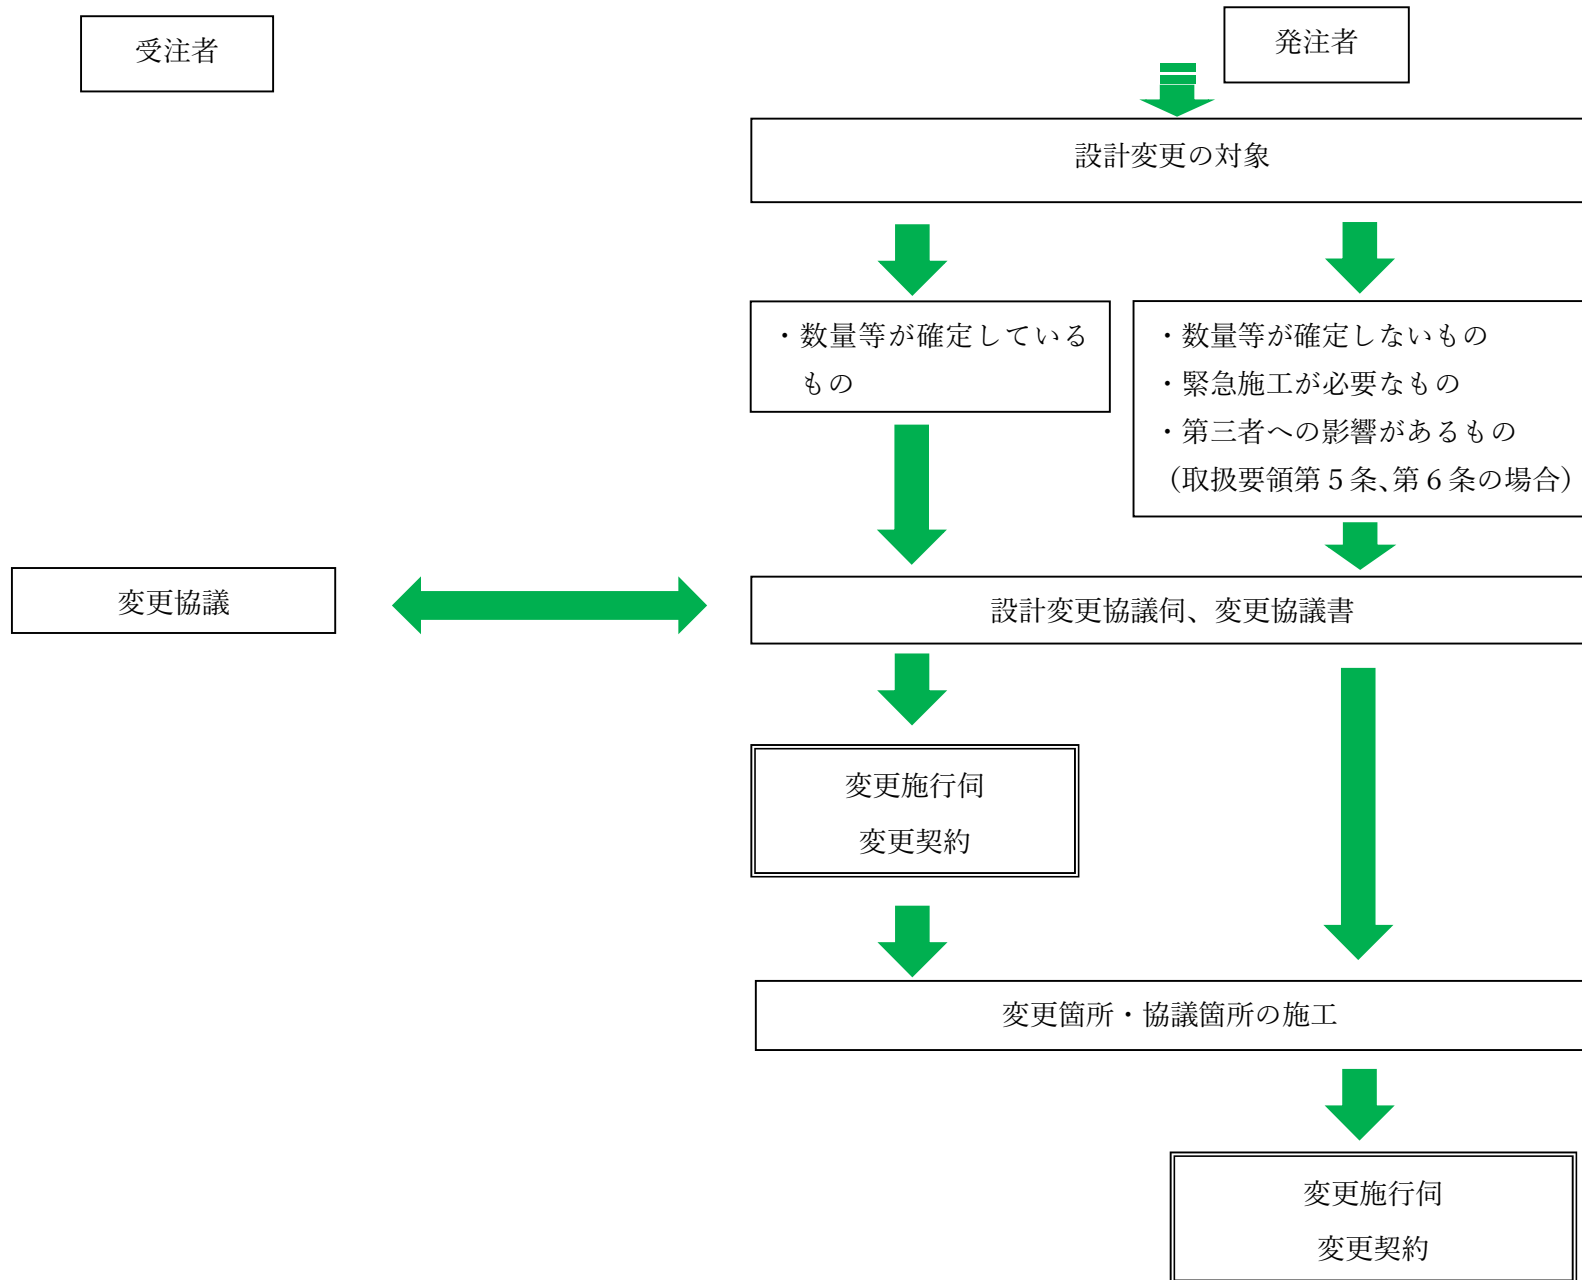 受注者
発注者
設計変更の対象
・数量等が確定している
もの
・数量等が確定しないもの
・緊急施工が必要なもの
・第三者への影響があるもの
（取扱要領第５条、第６条の場合）
変更協議
設計変更協議伺、変更協議書
変更施行伺
変更契約
変更箇所・協議箇所の施工
変更施行伺
変更契約